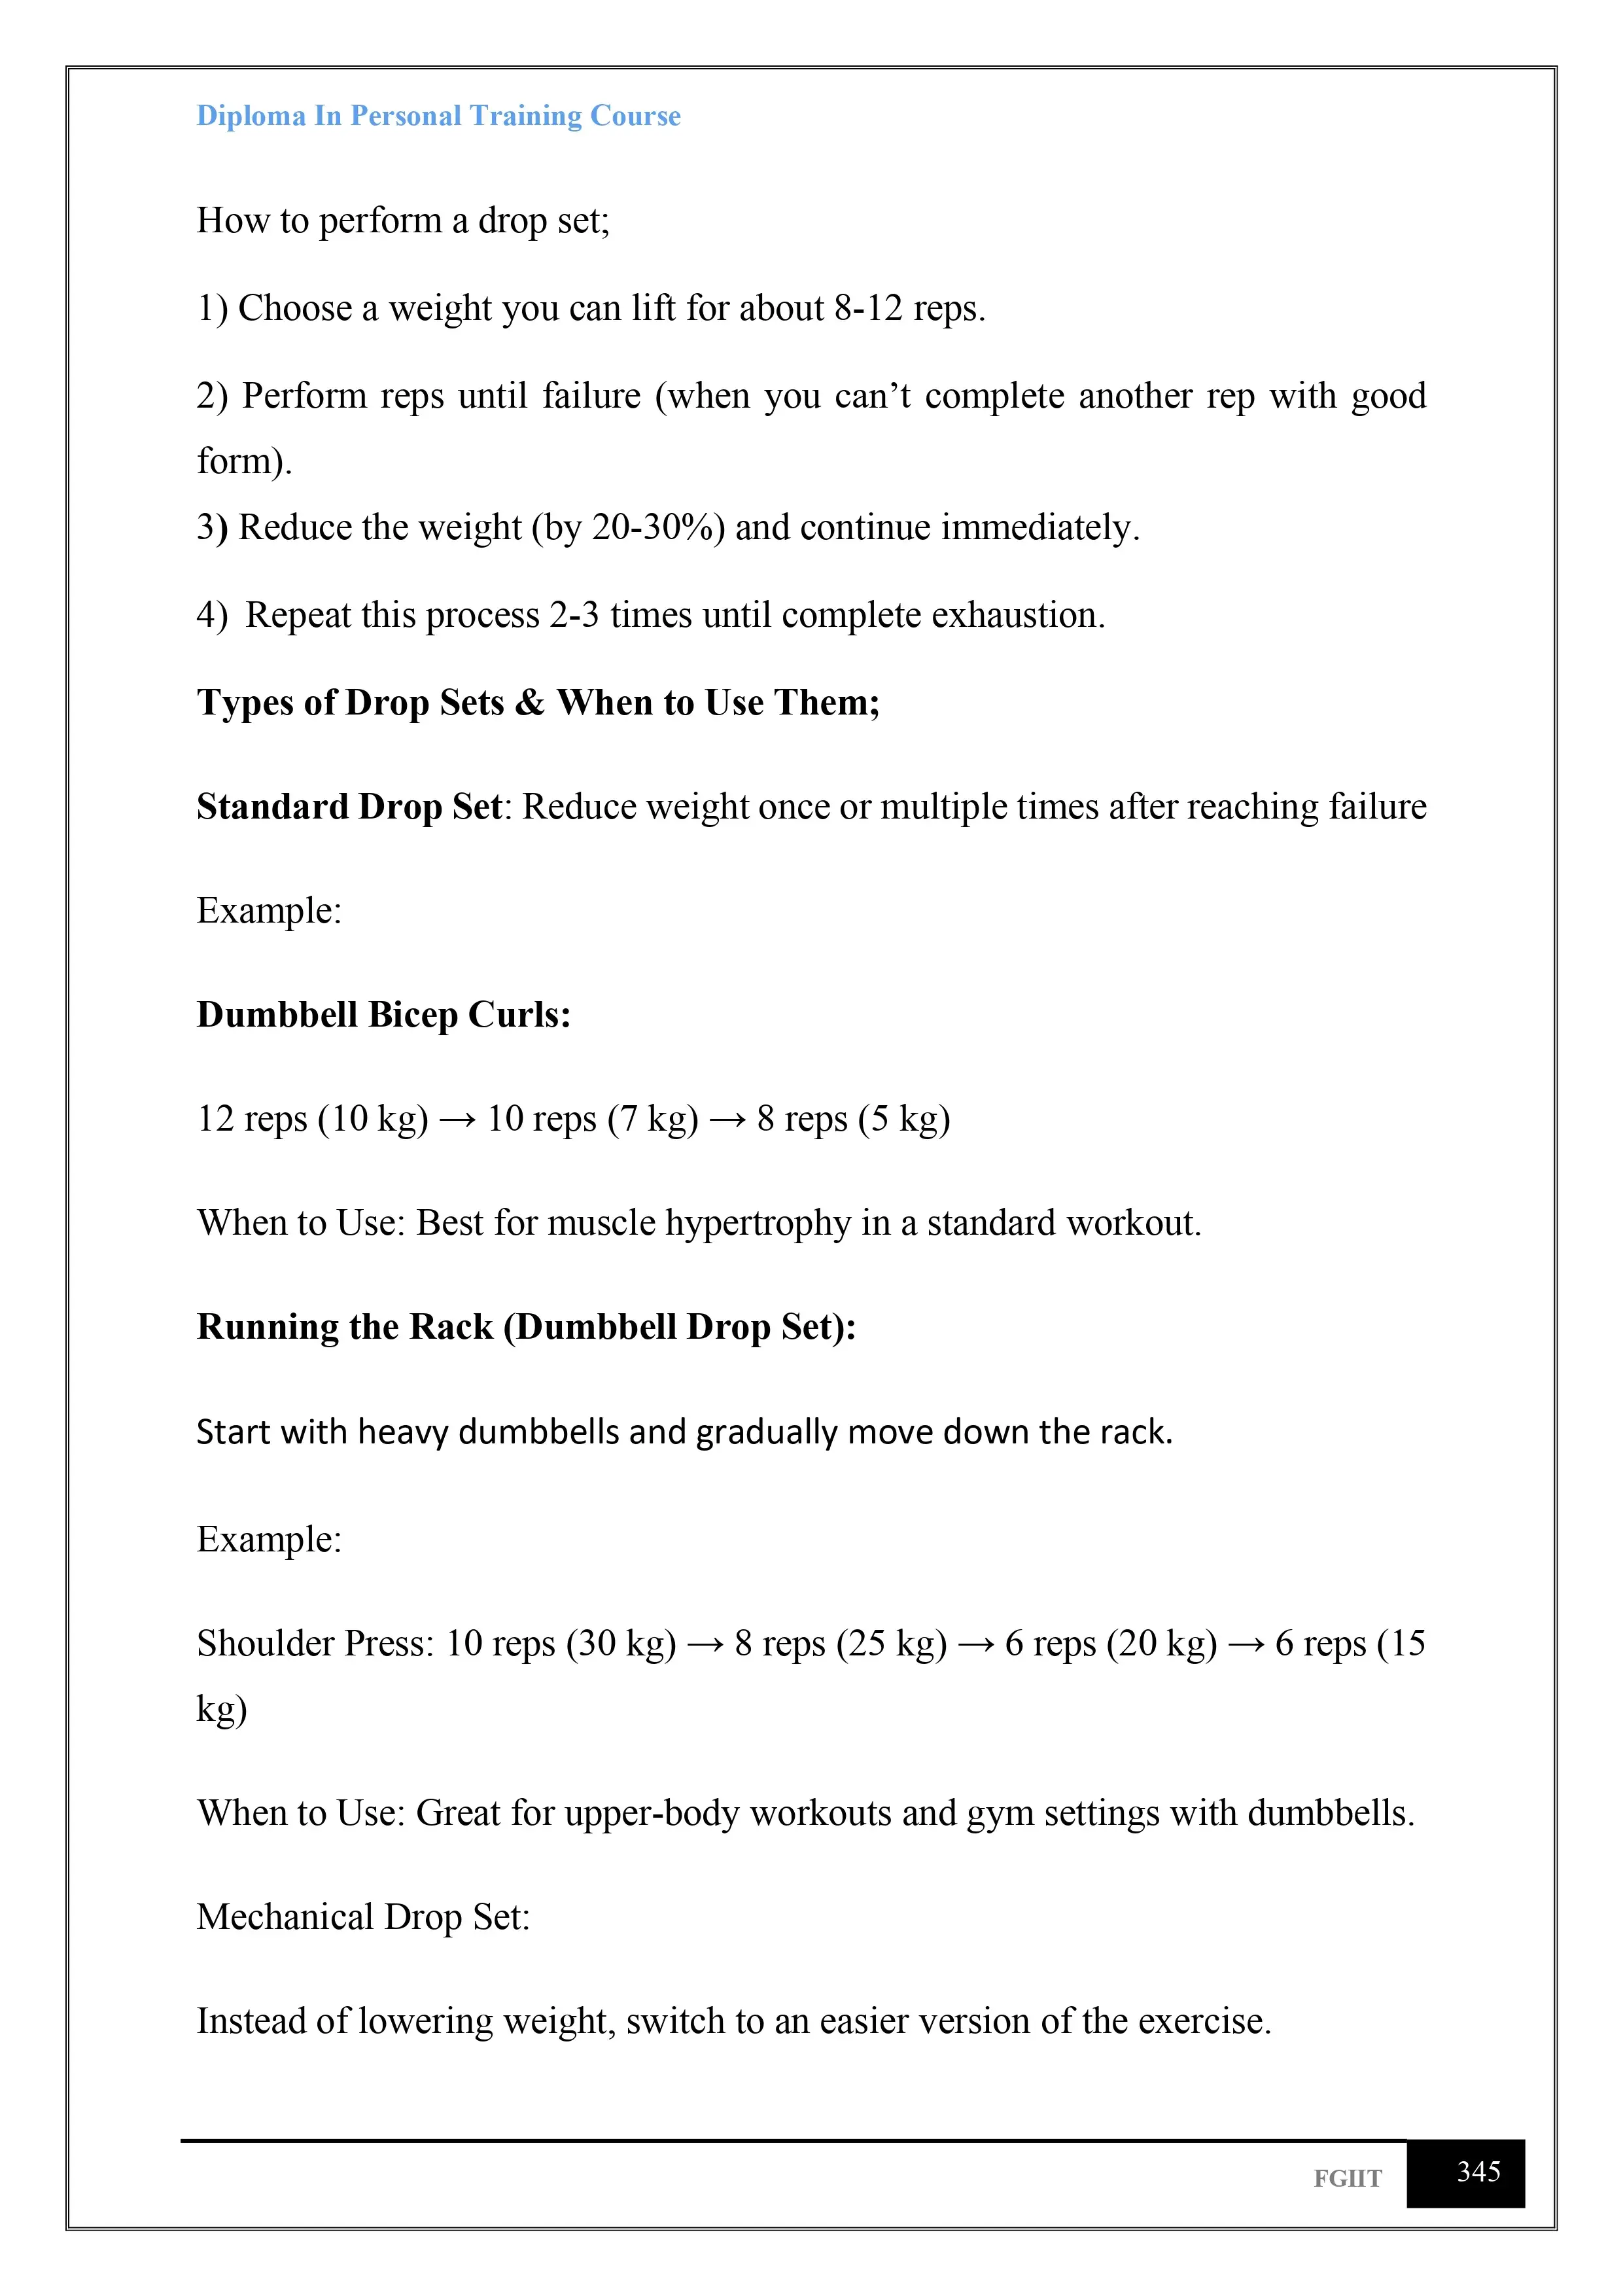 Diploma In Personal Training Course
How to perform a drop set;
1) Choose a weight you can lift for about 8-12 reps.
2) Perform reps until failure (when you can’t complete another rep with good
form).
3) Reduce the weight (by 20-30%) and continue immediately.
4) Repeat this process 2-3 times until complete exhaustion.
Types of Drop Sets & When to Use Them;
Standard Drop Set: Reduce weight once or multiple times after reaching failure
Example:
Dumbbell Bicep Curls:
12 reps (10 kg) → 10 reps (7 kg) → 8 reps (5 kg)
When to Use: Best for muscle hypertrophy in a standard workout.
Running the Rack (Dumbbell Drop Set):
Start with heavy dumbbells and gradually move down the rack.
Example:
Shoulder Press: 10 reps (30 kg) → 8 reps (25 kg) → 6 reps (20 kg) → 6 reps (15
kg)
When to Use: Great for upper-body workouts and gym settings with dumbbells.
Mechanical Drop Set:
Instead of lowering weight, switch to an easier version of the exercise.
FGIIT
345